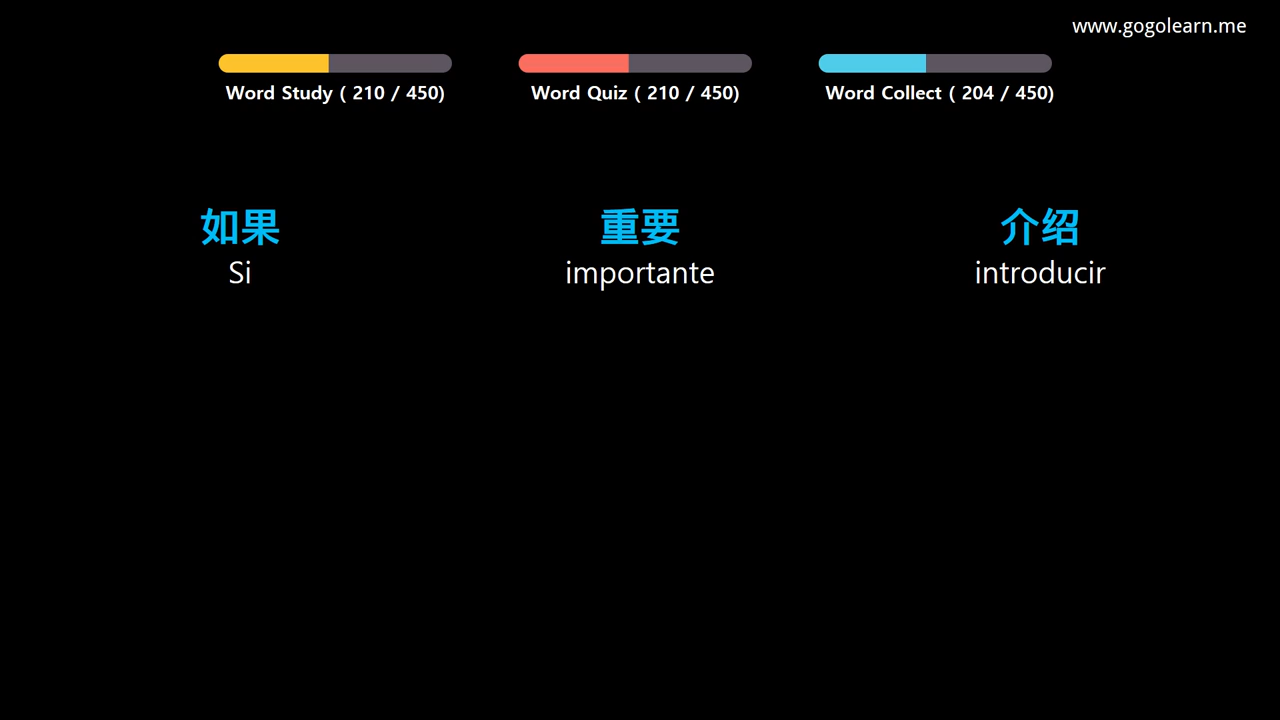 www.gogolearn.me
Word Study ( 210 / 450)
Word Quiz ( 210 / 450)
Word Collect ( 204 / 450)
如果
Si
重要
importante
介绍
introducir